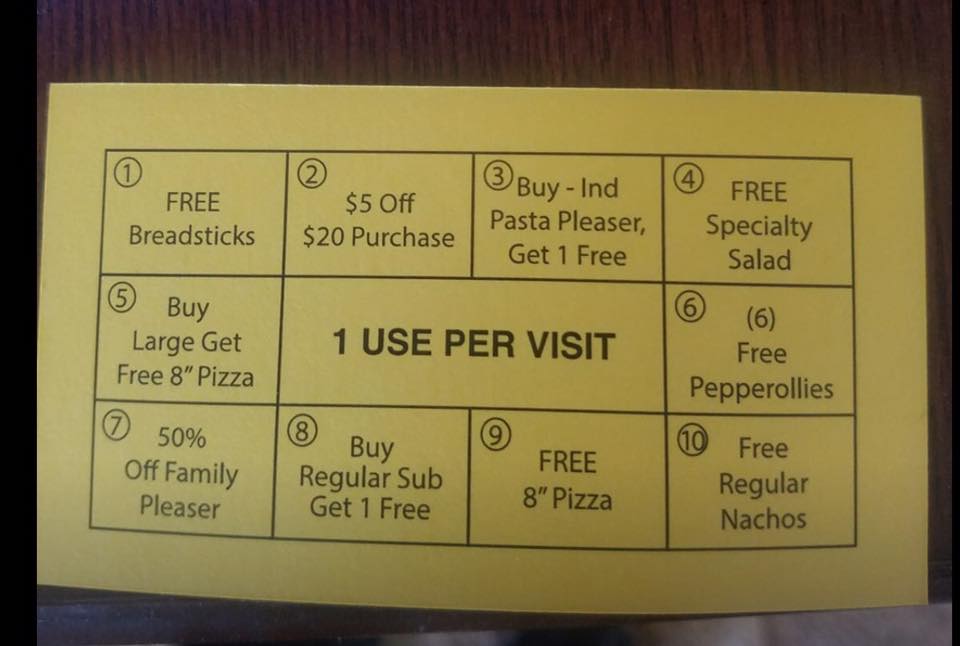 ① FREE
Breadsticks
② $5 Off
$20 Purchase
③ Buy - Ind
Pasta Pleaser,
Get 1 Free
④ FREE
Specialty
Salad
⑤ Buy
Large Get
Free 8" Pizza
1 USE PER VISIT
⑥ (6)
Free
Pepperollies
⑦ 50%
Off Family
Pleaser
⑧ Buy
Regular Sub
Get 1 Free
⑨ FREE
8" Pizza
⑩ Free
Regular
Nachos